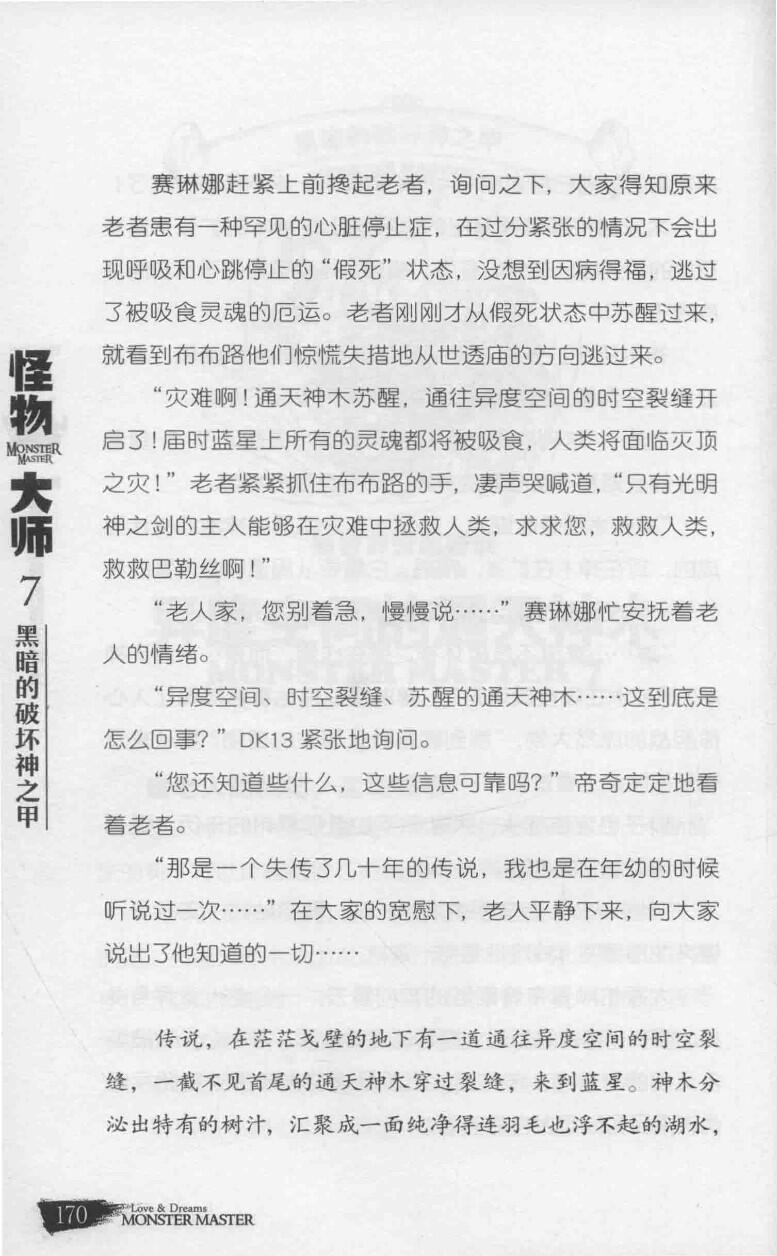 赛琳娜赶紧上前搀起老者，询问之下，大家得知原来
老者患有一种罕见的心脏停止症，在过分紧张的情况下会出
现呼吸和心跳停止的“假死”状态，没想到因病得福，逃过
了被吸食灵魂的厄运。老者刚刚才从假死状态中苏醒过来，
就看到布布路他们惊慌失措地从世透庙的方向逃过来。
“灾难啊！通天神木苏醒，通往异度空间的时空裂缝开
启了！届时蓝星上所有的灵魂都将被吸食，人类将面临灭顶
之灾！”老者紧紧抓住布布路的手，凄声哭喊道，“只有光明
神之剑的主人能够在灾难中拯救人类，求求您，救救人类，
救救巴勒丝啊！”
“老人家，您别着急，慢慢说……”赛琳娜忙安抚着老
人的情绪。
“异度空间、时空裂缝、苏醒的通天神木……这到底是
怎么回事？”DK13紧张地询问。
“您还知道些什么，这些信息可靠吗？”帝奇定定地看
着老者。
“那是一个失传了几十年的传说，我也是在年幼的时候
听说过一次……”在大家的宽慰下，老人平静下来，向大家
说出了他知道的一切……
传说，在茫茫戈壁的地下有一道通往异度空间的时空裂
缝，一截不见首尾的通天神木穿过裂缝，来到蓝星。神木分
泌出特有的树汁，汇聚成一面纯净得连羽毛也浮不起的湖水，
怪物
MONSTER
MASTER
大师
7
黑暗的破坏神之甲
170
Love & Dreams
MONSTER MASTER